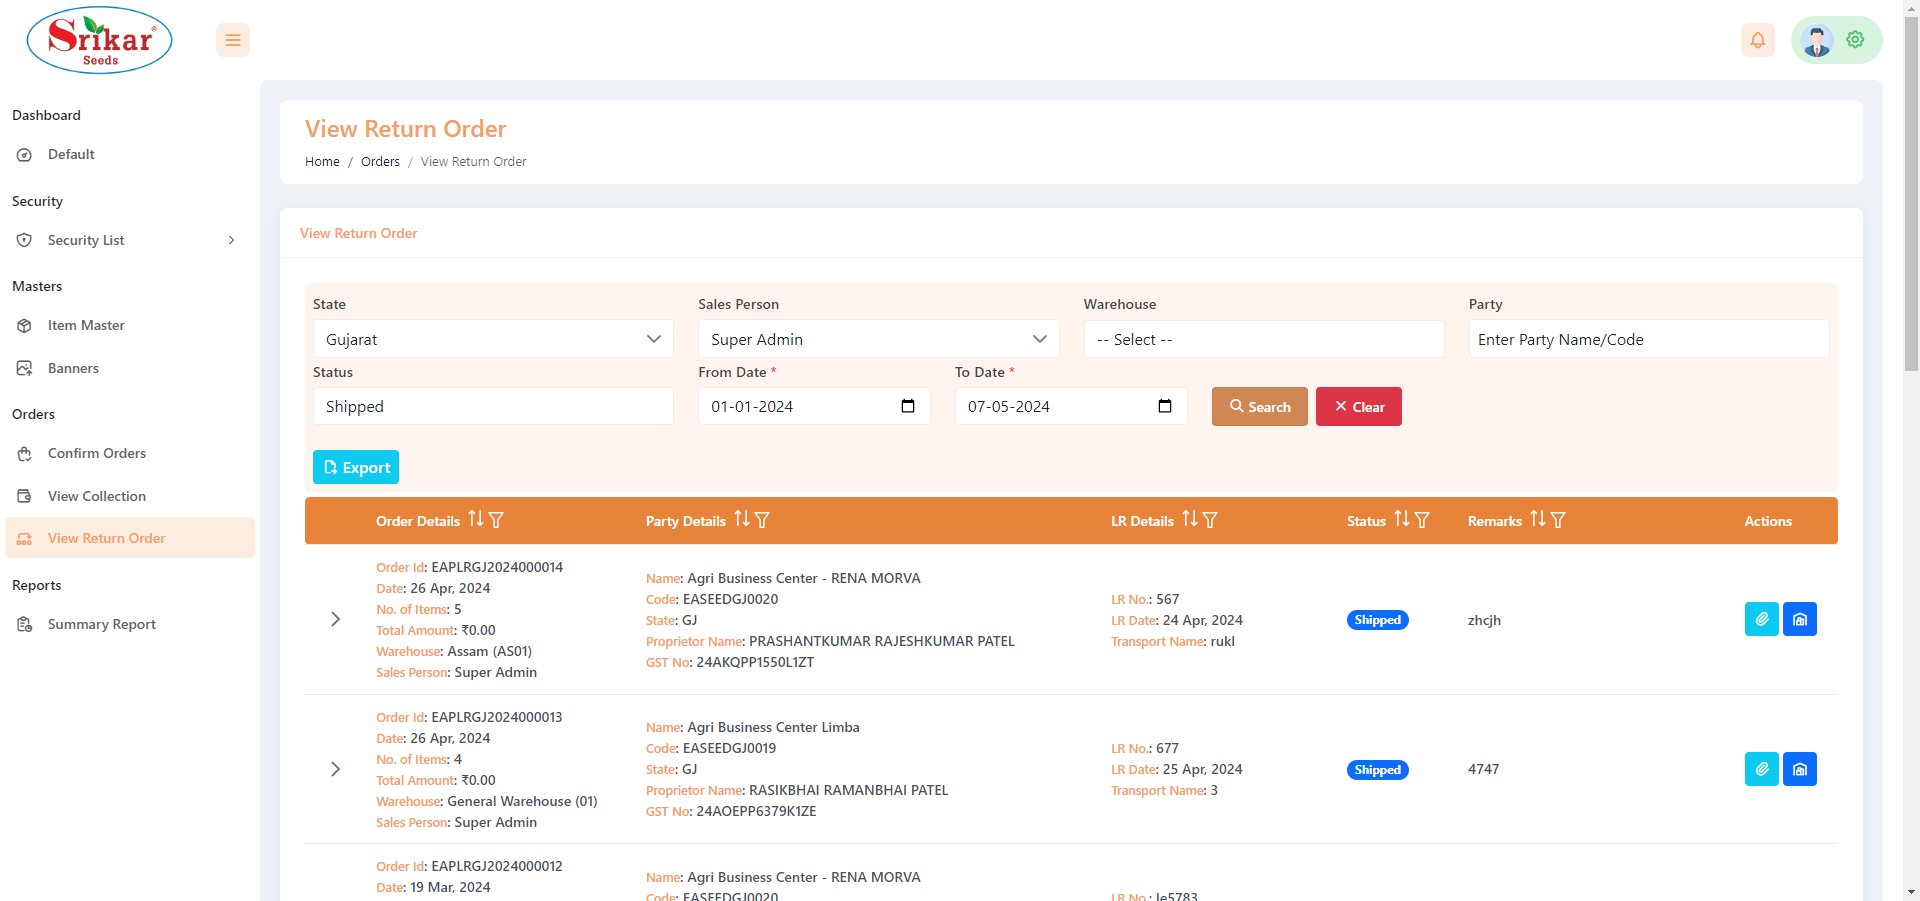 Srikar®
Seeds
Dashboard
Default
Security
Security List
Masters
Item Master
Banners
Orders
Confirm Orders
View Collection
View Return Order
Reports
Summary Report
View Return Order
Home / Orders / View Return Order
View Return Order
State
Gujarat
Sales Person
Super Admin
Warehouse
-- Select --
Party
Enter Party Name/Code
Status
Shipped
From Date *
01-01-2024
To Date *
07-05-2024
Search
Clear
Export
Order Details Party Details LR Details Status Remarks Actions
Order Id: EAPLRGJ2024000014
Date: 26 Apr, 2024
No. of Items: 5
Total Amount: ₹0.00
Warehouse: Assam (AS01)
Sales Person: Super Admin
Name: Agri Business Center - RENA MORVA
Code: EASEEDGJ0020
State: GJ
Proprietor Name: PRASHANTKUMAR RAJESHKUMAR PATEL
GST No: 24AKQPP1550L1ZT
LR No.: 567
LR Date: 24 Apr, 2024
Transport Name: rukl
Shipped
zhcjh
Order Id: EAPLRGJ2024000013
Date: 26 Apr, 2024
No. of Items: 4
Total Amount: ₹0.00
Warehouse: General Warehouse (01)
Sales Person: Super Admin
Name: Agri Business Center Limba
Code: EASEEDGJ0019
State: GJ
Proprietor Name: RASIKBHAI RAMANBHAI PATEL
GST No: 24AOEPP6379K1ZE
LR No.: 677
LR Date: 25 Apr, 2024
Transport Name: 3
Shipped
4747
Order Id: EAPLRGJ2024000012
Date: 19 Mar, 2024
Name: Agri Business Center - RENA MORVA
Code: EASEEDGJ0020
LR No.: le5783